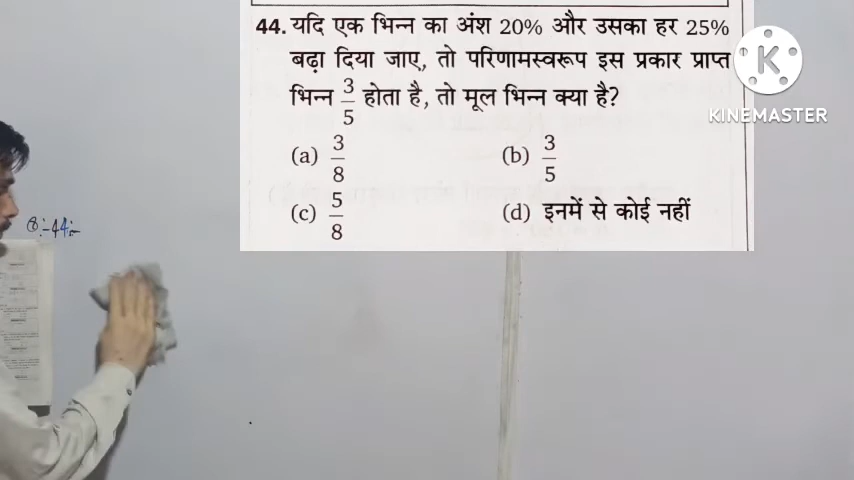 44. यदि एक भिन्न का अंश 20% और उसका हर 25%
बढ़ा दिया जाए, तो परिणामस्वरूप इस प्रकार प्राप्त
भिन्न 3/5 होता है, तो मूल भिन्न क्या है?
(a) 3/8 (b) 3/5
(c) 5/8 (d) इनमें से कोई नहीं
KINEMASTER
Q:-44:-